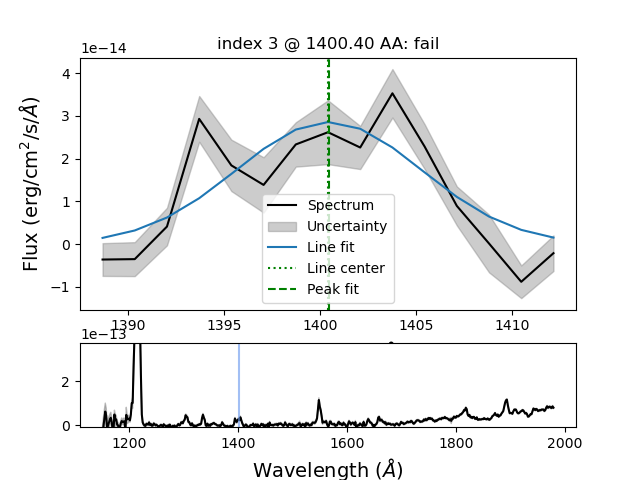 index 3 @ 1400.40 AA: fail
1e−14
Flux (erg/cm²/s/Å)
4
3
2
1
0
−1
Spectrum
Uncertainty
Line fit
Line center
Peak fit
1390 1395 1400 1405 1410
1e−13
2
0
1200 1400 1600 1800 2000
Wavelength (Å)